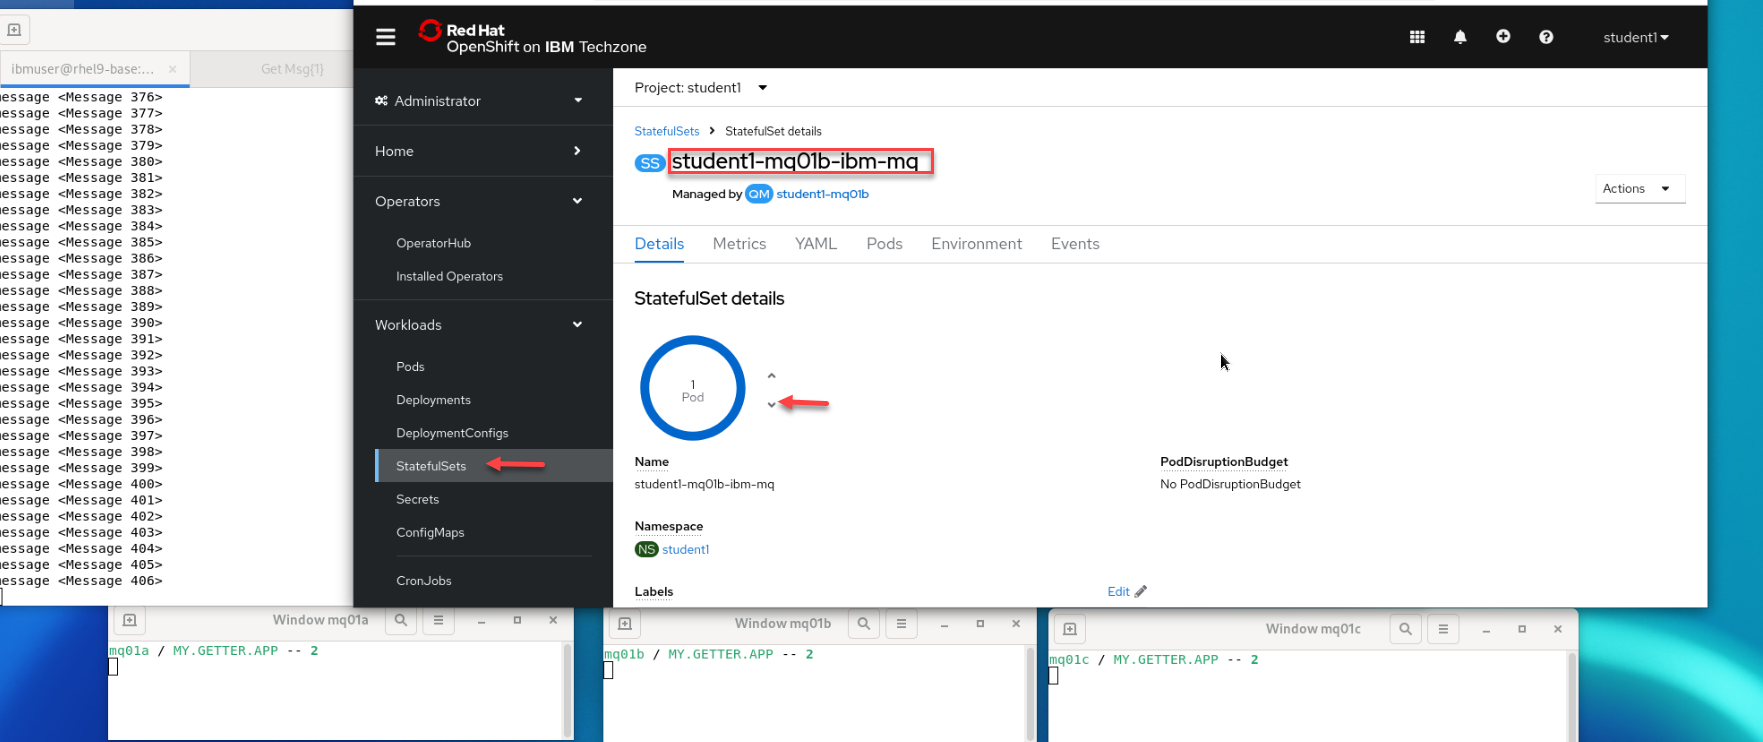 ibmuser@rhel9-base:... ×
Get Msg{1}
essage <Message 376>
essage <Message 377>
essage <Message 378>
essage <Message 379>
essage <Message 380>
essage <Message 381>
essage <Message 382>
essage <Message 383>
essage <Message 384>
essage <Message 385>
essage <Message 386>
essage <Message 387>
essage <Message 388>
essage <Message 389>
essage <Message 390>
essage <Message 391>
essage <Message 392>
essage <Message 393>
essage <Message 394>
essage <Message 395>
essage <Message 396>
essage <Message 397>
essage <Message 398>
essage <Message 399>
essage <Message 400>
essage <Message 401>
essage <Message 402>
essage <Message 403>
essage <Message 404>
essage <Message 405>
essage <Message 406>
Red Hat
OpenShift on IBM Techzone
student1
Administrator
Home
Operators
OperatorHub
Installed Operators
Workloads
Pods
Deployments
DeploymentConfigs
StatefulSets
Secrets
ConfigMaps
CronJobs
Project: student1
StatefulSets > StatefulSet details
SS student1-mq01b-ibm-mq
Managed by QM student1-mq01b
Actions
Details Metrics YAML Pods Environment Events
StatefulSet details
1
Pod
Name
student1-mq01b-ibm-mq
PodDisruptionBudget
No PodDisruptionBudget
Namespace
NS student1
Labels
Edit
Window mq01a
mq01a / MY.GETTER.APP -- 2
Window mq01b
mq01b / MY.GETTER.APP -- 2
Window mq01c
mq01c / MY.GETTER.APP -- 2